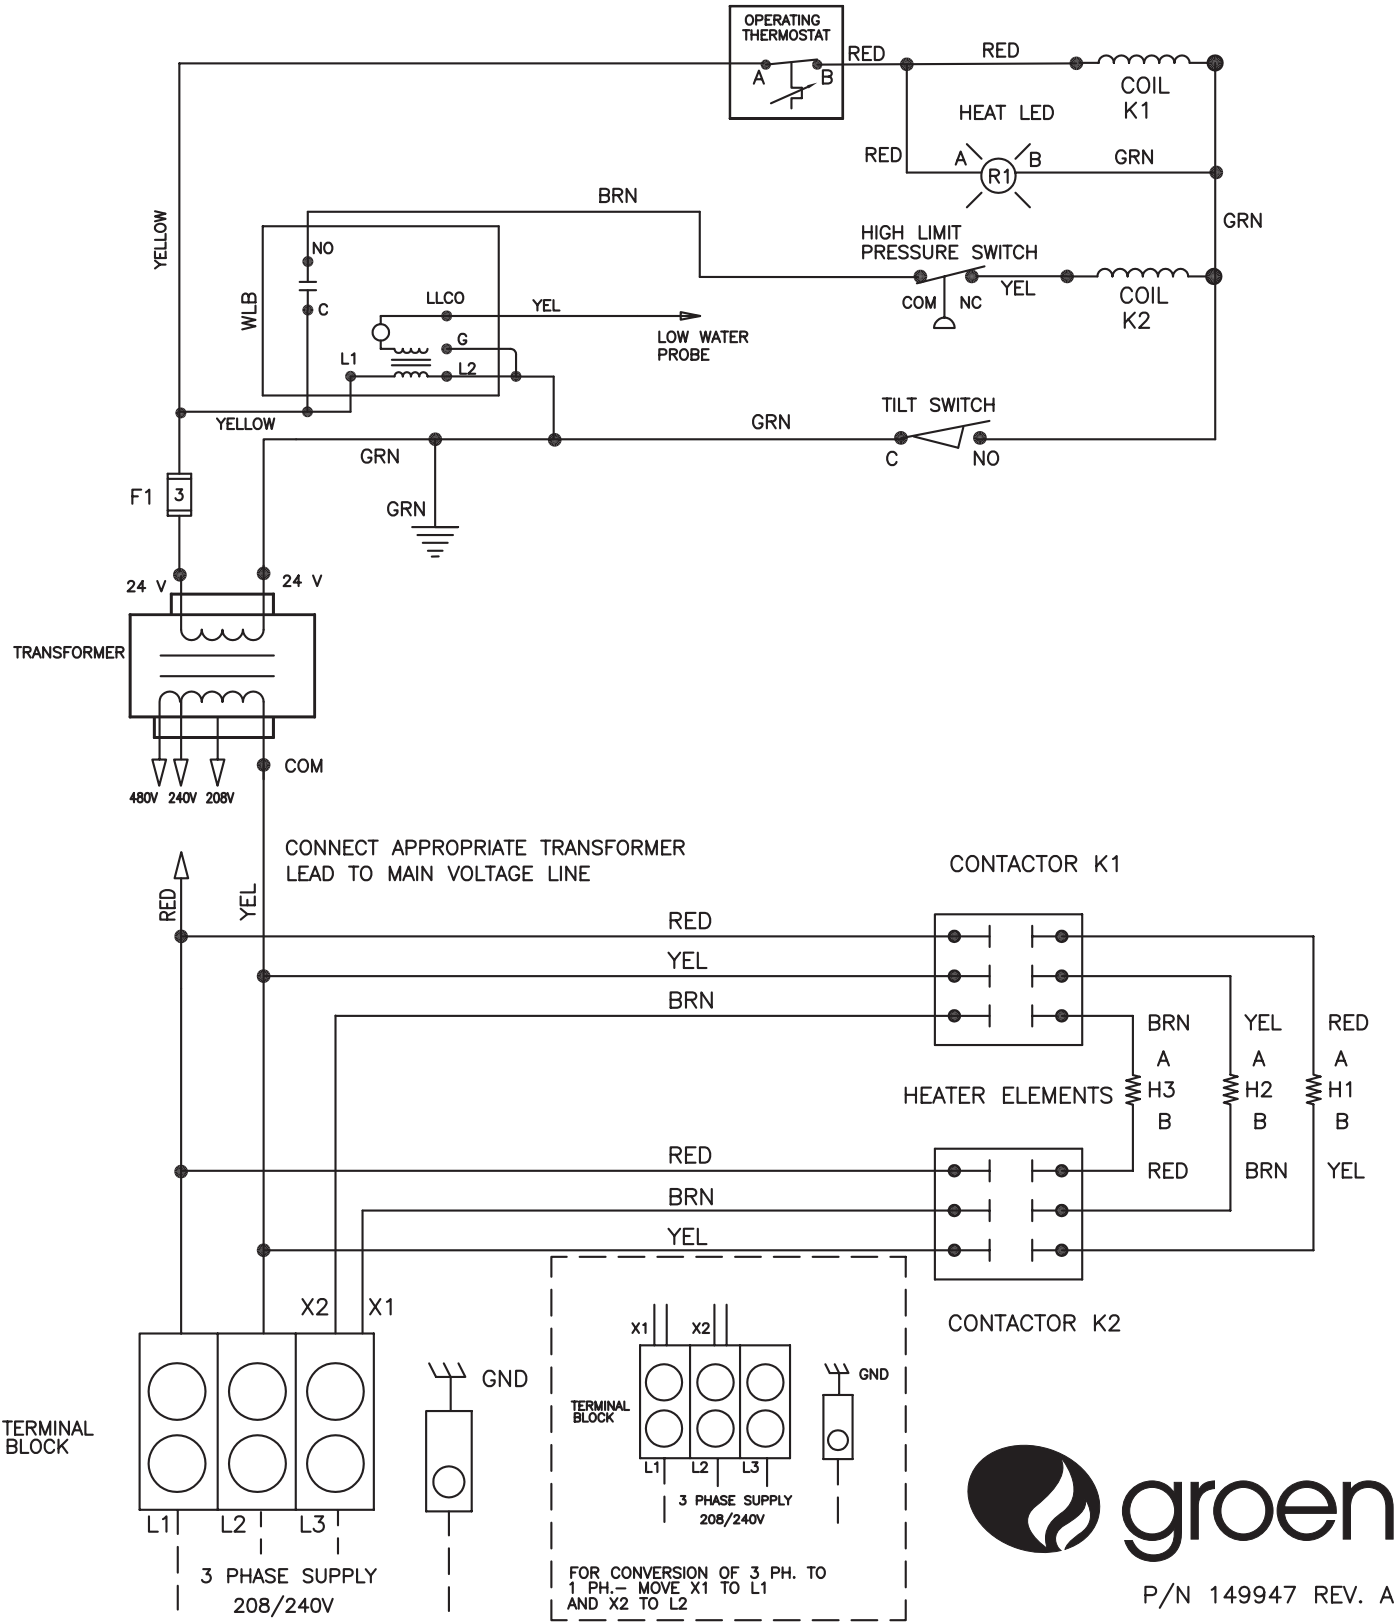 OPERATING
THERMOSTAT
A
B
RED
RED
COIL
K1
HEAT LED
RED
A
R1
B
GRN
GRN
BRN
YELLOW
HIGH LIMIT
PRESSURE SWITCH
COM
NC
YEL
COIL
K2
WLB
NO
C
LLCO
YEL
LOW WATER
PROBE
G
L1
L2
YELLOW
GRN
GRN
GRN
TILT SWITCH
C
NO
F1
3
24 V
24 V
TRANSFORMER
480V
240V
208V
COM
CONNECT APPROPRIATE TRANSFORMER
LEAD TO MAIN VOLTAGE LINE
RED
YEL
CONTACTOR K1
RED
YEL
BRN
BRN
YEL
RED
A
A
A
HEATER ELEMENTS
H3
H2
H1
B
B
B
RED
BRN
YEL
RED
BRN
YEL
CONTACTOR K2
X2
X1
TERMINAL
BLOCK
GND
L1
L2
L3
3 PHASE SUPPLY
208/240V
X1
X2
TERMINAL
BLOCK
GND
L1
L2
L3
3 PHASE SUPPLY
208/240V
FOR CONVERSION OF 3 PH. TO
1 PH.– MOVE X1 TO L1
AND X2 TO L2
groen
P/N 149947 REV. A